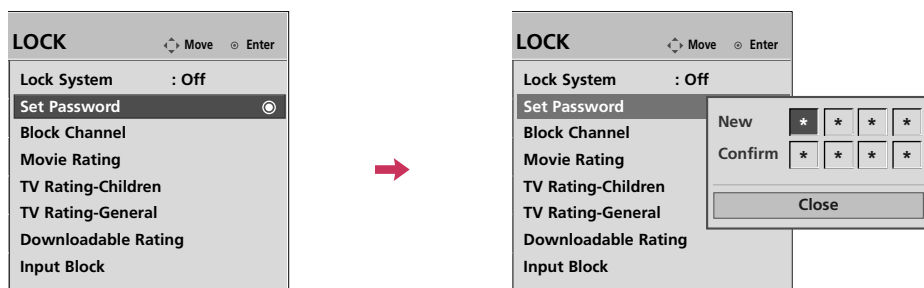 LOCK Move Enter
Lock System : Off
Set Password
Block Channel
Movie Rating
TV Rating-Children
TV Rating-General
Downloadable Rating
Input Block
LOCK Move Enter
Lock System : Off
Set Password
Block Channel
Movie Rating
TV Rating-Children
TV Rating-General
Downloadable Rating
Input Block
New * * * *
Confirm * * * *
Close